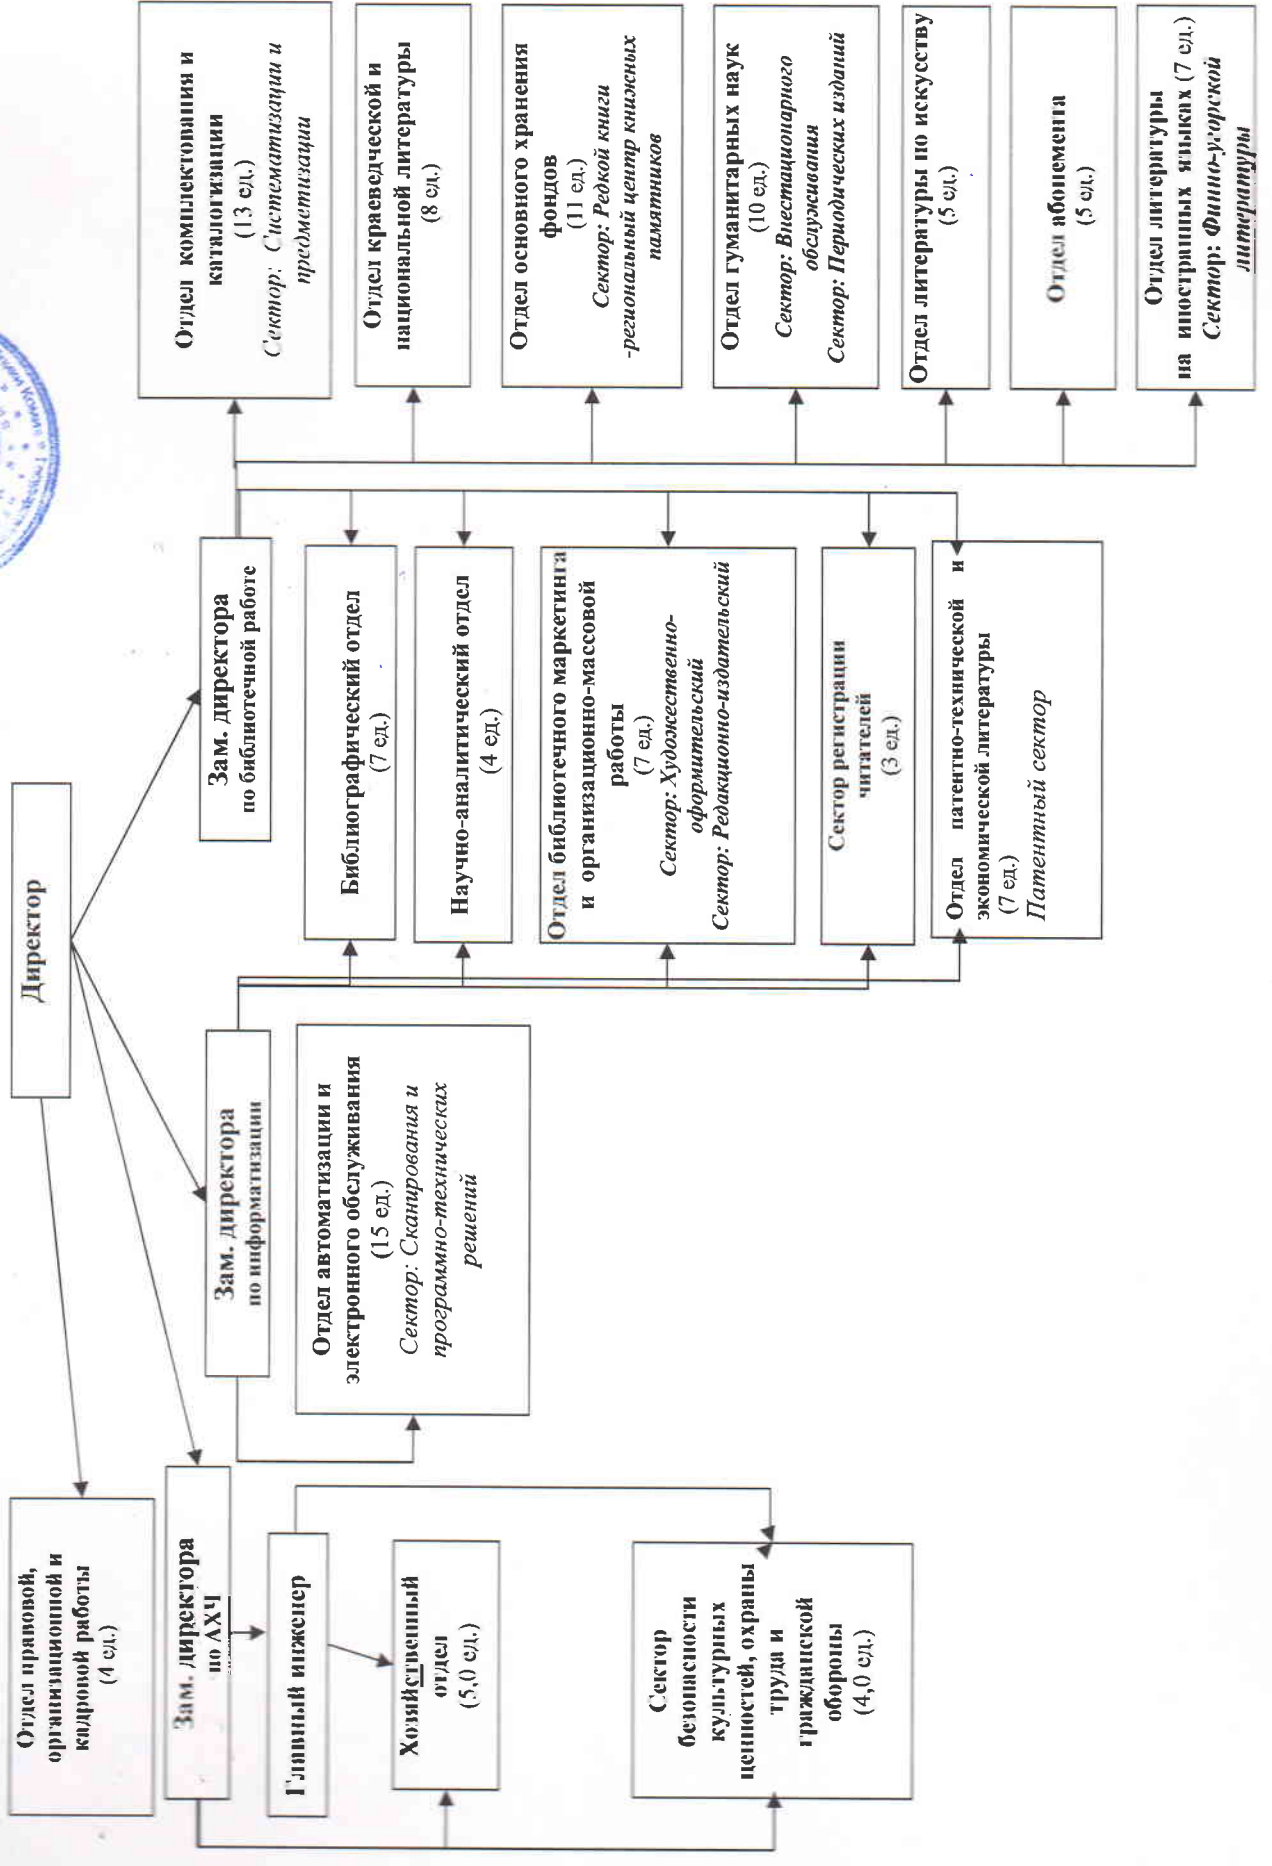 Директор
Отдел правовой,
организационной и
кадровой работы
(4 ед.)
Зам. директора
по АХЧ
Главный инженер
Хозяйственный
отдел
(5,0 ед.)
Сектор
безопасности
культурных
ценностей, охраны
труда и
гражданской
обороны
(4,0 ед.)
Зам. директора
по информатизации
Отдел автоматизации и
электронного обслуживания
(15 ед.)
Сектор: Сканирования и
программно-технических
решений
Зам. директора
по библиотечной работе
Библиографический отдел
(7 ед.)
Научно-аналитический отдел
(4 ед.)
Отдел библиотечного маркетинга
и организационно-массовой
работы
(7 ед.)
Сектор: Художественно-
оформительский
Сектор: Редакционно-издательский
Сектор регистрации
читателей
(3 ед.)
Отдел патентно-технической и
экономической литературы
(7 ед.)
Патентный сектор
Отдел комплектования и
каталогизации
(13 ед.)
Сектор: Систематизации и
предметизации
Отдел краеведческой и
национальной литературы
(8 ед.)
Отдел основного хранения
фондов
(11 ед.)
Сектор: Редкой книги
-региональный центр книжных
памятников
Отдел гуманитарных наук
(10 ед.)
Сектор: Внестационарного
обслуживания
Сектор: Периодических изданий
Отдел литературы по искусству
(5 ед.)
Отдел абонемента
(5 ед.)
Отдел литературы
на иностранных языках (7 ед.)
Сектор: Финно-угорской
литературы